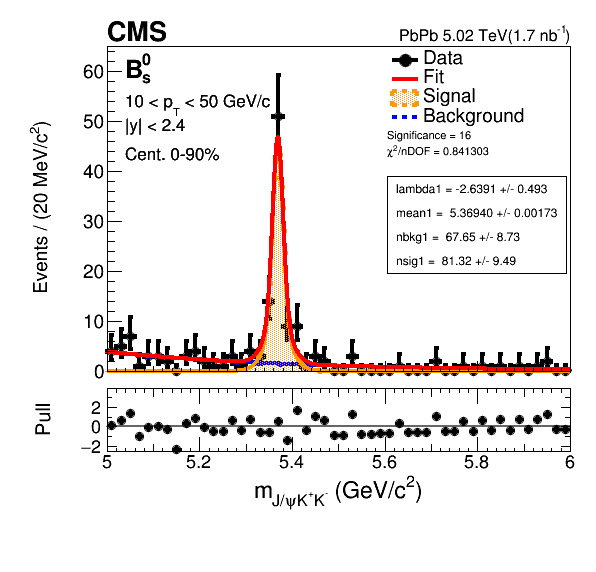 CMS
PbPb 5.02 TeV(1.7 nb⁻¹)
B⁰ₛ
10 < p_T < 50 GeV/c
|y| < 2.4
Cent. 0-90%
Data
Fit
Signal
Background
Significance = 16
χ²/nDOF = 0.841303
lambda1 = -2.6391 +/- 0.493
mean1 = 5.36940 +/- 0.00173
nbkg1 = 67.65 +/- 8.73
nsig1 = 81.32 +/- 9.49
Events / (20 MeV/c²)
60
50
40
30
20
10
0
Pull
2
0
−2
5 5.2 5.4 5.6 5.8 6
m_J/ψK⁺K⁻ (GeV/c²)